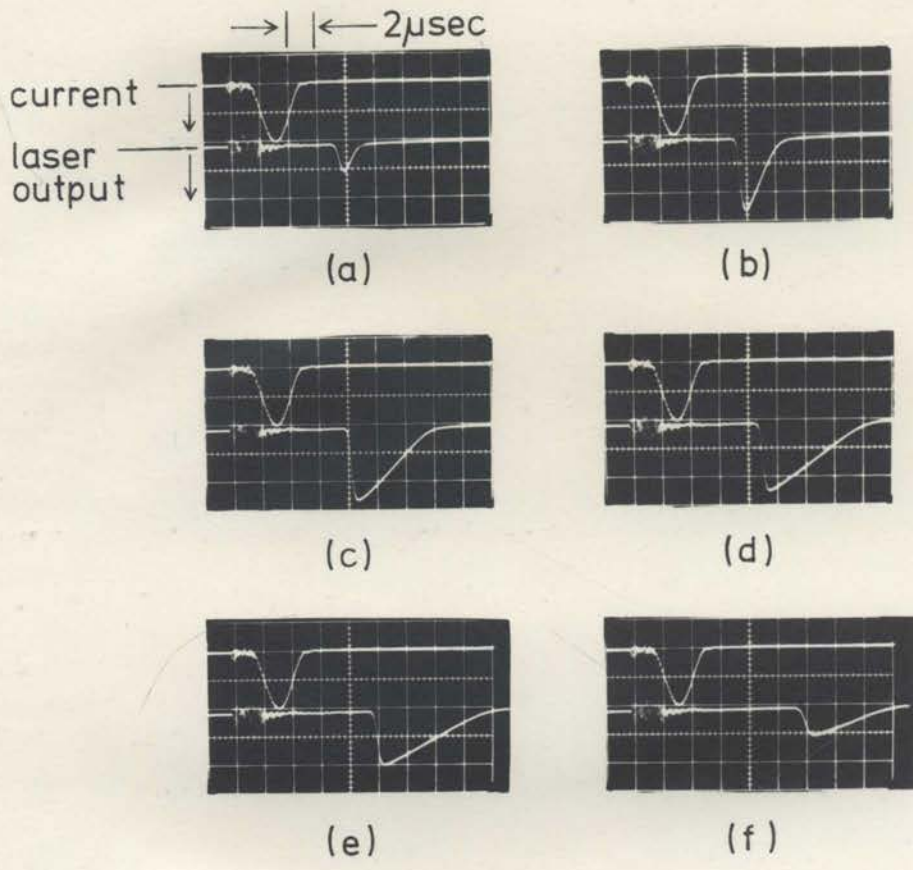 2μsec
current
laser
output
(a)
(b)
(c)
(d)
(e)
(f)